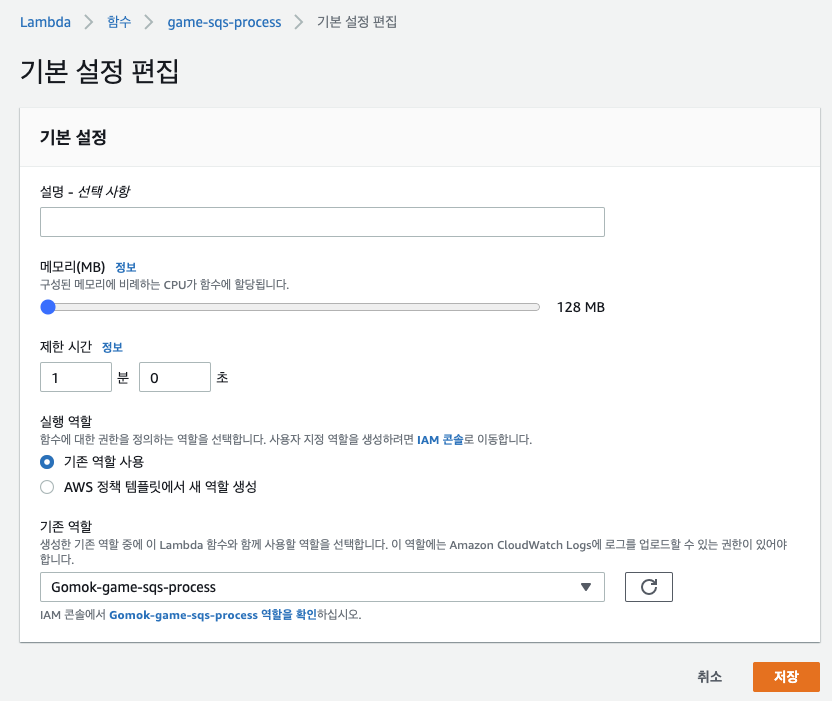 Lambda > 함수 > game-sqs-process > 기본 설정 편집
기본 설정 편집
기본 설정
설명 - 선택 사항
메모리(MB) 정보
구성된 메모리에 비례하는 CPU가 함수에 할당됩니다.
128 MB
제한 시간 정보
1 분 0 초
실행 역할
함수에 대한 권한을 정의하는 역할을 선택합니다. 사용자 지정 역할을 생성하려면 IAM 콘솔로 이동합니다.
기존 역할 사용
AWS 정책 템플릿에서 새 역할 생성
기존 역할
생성한 기존 역할 중에 이 Lambda 함수와 함께 사용할 역할을 선택합니다. 이 역할에는 Amazon CloudWatch Logs에 로그를 업로드할 수 있는 권한이 있어야
합니다.
Gomok-game-sqs-process
IAM 콘솔에서 Gomok-game-sqs-process 역할을 확인하십시오.
취소 저장